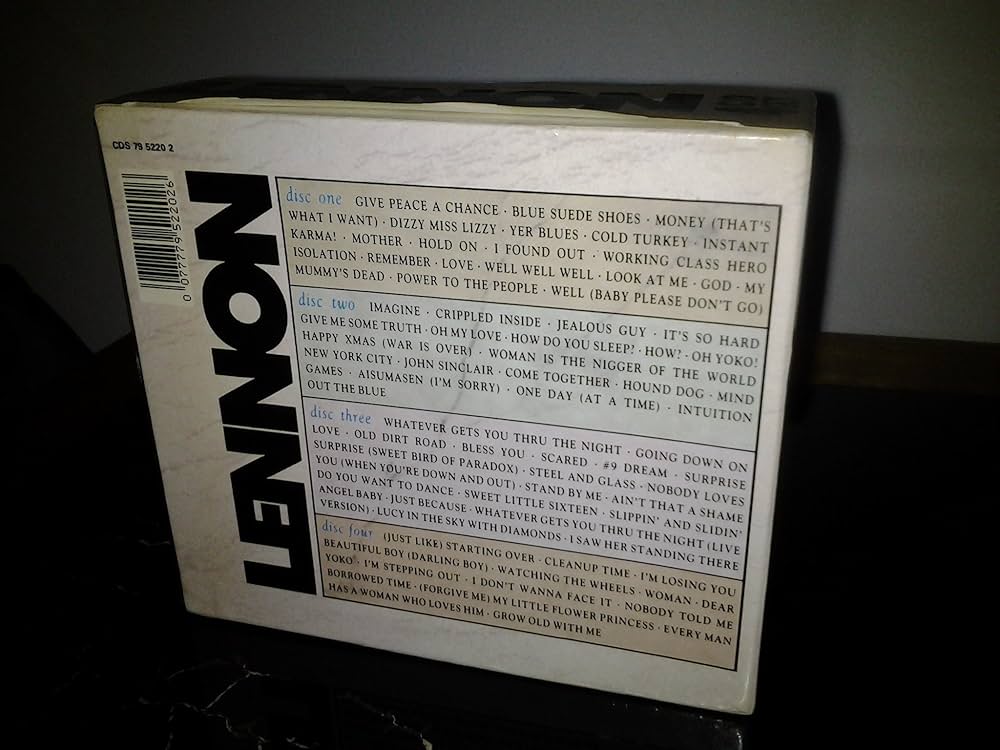 CDS 79 5220 2
0 077779 522026
LENNON
disc one GIVE PEACE A CHANCE · BLUE SUEDE SHOES · MONEY (THAT'S
WHAT I WANT) · DIZZY MISS LIZZY · YER BLUES · COLD TURKEY · INSTANT
KARMA! · MOTHER · HOLD ON · I FOUND OUT · WORKING CLASS HERO
ISOLATION · REMEMBER · LOVE · WELL WELL WELL · LOOK AT ME · GOD · MY
MUMMY'S DEAD · POWER TO THE PEOPLE · WELL (BABY PLEASE DON'T GO)
disc two IMAGINE · CRIPPLED INSIDE · JEALOUS GUY · IT'S SO HARD
GIVE ME SOME TRUTH · OH MY LOVE · HOW DO YOU SLEEP? · HOW? · OH YOKO!
HAPPY XMAS (WAR IS OVER) · WOMAN IS THE NIGGER OF THE WORLD
NEW YORK CITY · JOHN SINCLAIR · COME TOGETHER · HOUND DOG · MIND
GAMES · AISUMASEN (I'M SORRY) · ONE DAY (AT A TIME) · INTUITION
OUT THE BLUE
disc three WHATEVER GETS YOU THRU THE NIGHT · GOING DOWN ON
LOVE · OLD DIRT ROAD · BLESS YOU · SCARED · #9 DREAM · SURPRISE
SURPRISE (SWEET BIRD OF PARADOX) · STEEL AND GLASS · NOBODY LOVES
YOU (WHEN YOU'RE DOWN AND OUT) · STAND BY ME · AIN'T THAT A SHAME
DO YOU WANT TO DANCE · SWEET LITTLE SIXTEEN · SLIPPIN' AND SLIDIN'
ANGEL BABY · JUST BECAUSE · WHATEVER GETS YOU THRU THE NIGHT (LIVE
VERSION) · LUCY IN THE SKY WITH DIAMONDS · I SAW HER STANDING THERE
disc four (JUST LIKE) STARTING OVER · CLEANUP TIME · I'M LOSING YOU
BEAUTIFUL BOY (DARLING BOY) · WATCHING THE WHEELS · WOMAN · DEAR
YOKO · I'M STEPPING OUT · I DON'T WANNA FACE IT · NOBODY TOLD ME
BORROWED TIME · (FORGIVE ME) MY LITTLE FLOWER PRINCESS · EVERY MAN
HAS A WOMAN WHO LOVES HIM · GROW OLD WITH ME